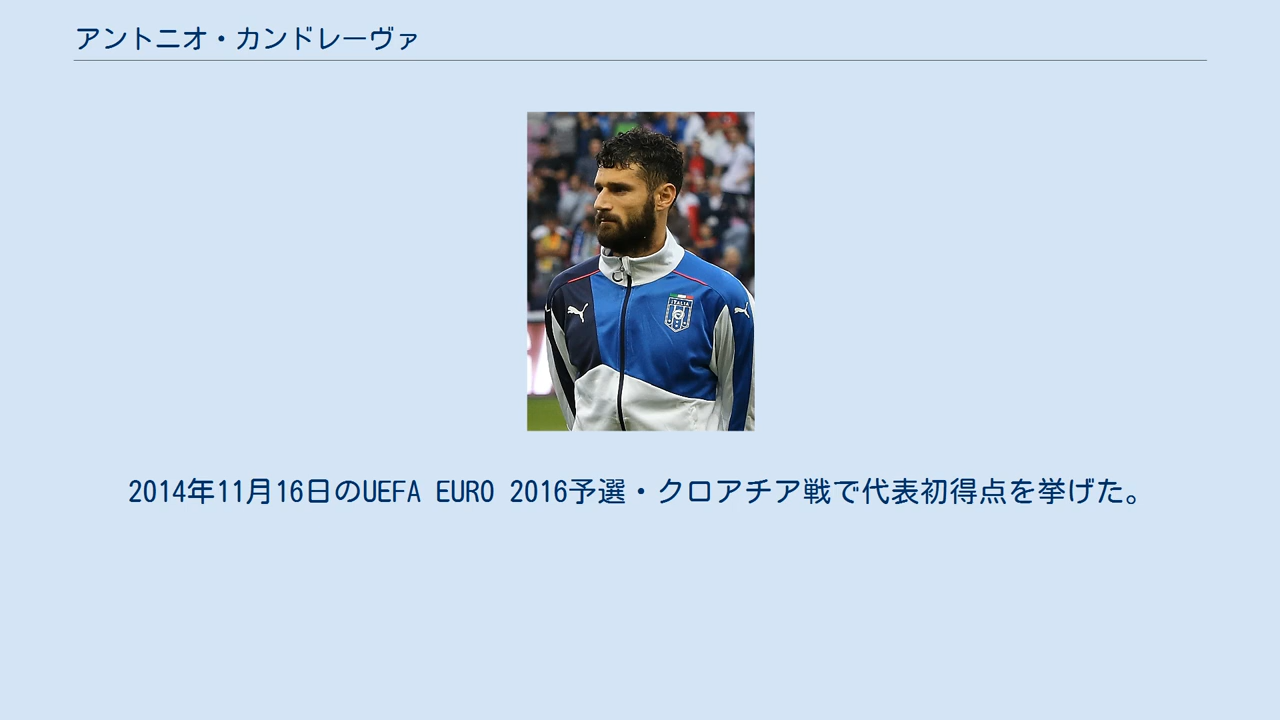 アントニオ・カンドレーヴァ
ITALIA
2014年11月16日のUEFA EURO 2016予選・クロアチア戦で代表初得点を挙げた。